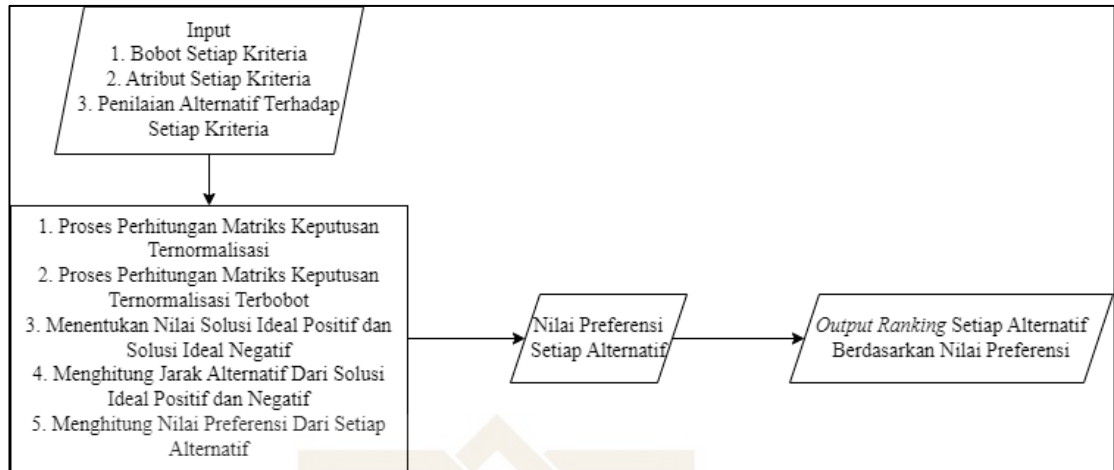 Input
1. Bobot Setiap Kriteria
2. Atribut Setiap Kriteria
3. Penilaian Alternatif Terhadap
Setiap Kriteria
1. Proses Perhitungan Matriks Keputusan
Ternormalisasi
2. Proses Perhitungan Matriks Keputusan
Ternormalisasi Terbobot
3. Menentukan Nilai Solusi Ideal Positif dan
Solusi Ideal Negatif
4. Menghitung Jarak Alternatif Dari Solusi
Ideal Positif dan Negatif
5. Menghitung Nilai Preferensi Dari Setiap
Alternatif
Nilai Preferensi
Setiap Alternatif
Output Ranking Setiap Alternatif
Berdasarkan Nilai Preferensi